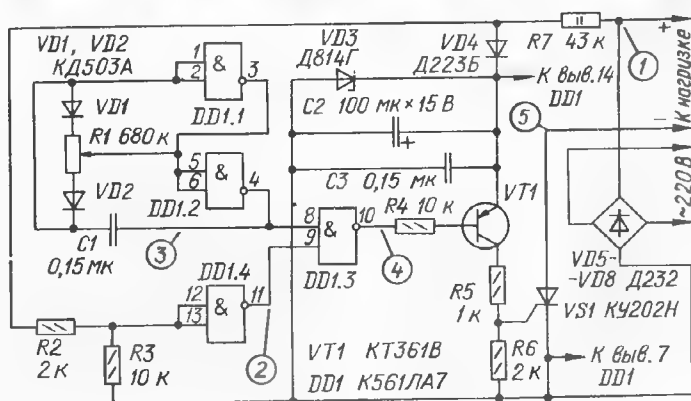 VD1, VD2
КД503А
VD1
R1 680 к
VD2
C1
0,15 мк
1
2
&
3
DD1.1
5
6
&
4
DD1.2
3
DD1.4
12
13
&
11
R2
2 к
R3
10 к
2
VD3
Д814Г
VD4
Д223Б
R7 43 к
+
1
К нагрузке
−
К выв.14
DD1
C2 100 мк × 15 В
+
5
C3 0,15 мк
VT1
8
9
&
10
DD1.3
R4 10 к
4
~220В
VD5-
-VD8 Д232
R5
1 к
VS1 КУ202Н
R6
2 к
К выв.7
DD1
VT1 КТ361В
DD1 К561ЛА7